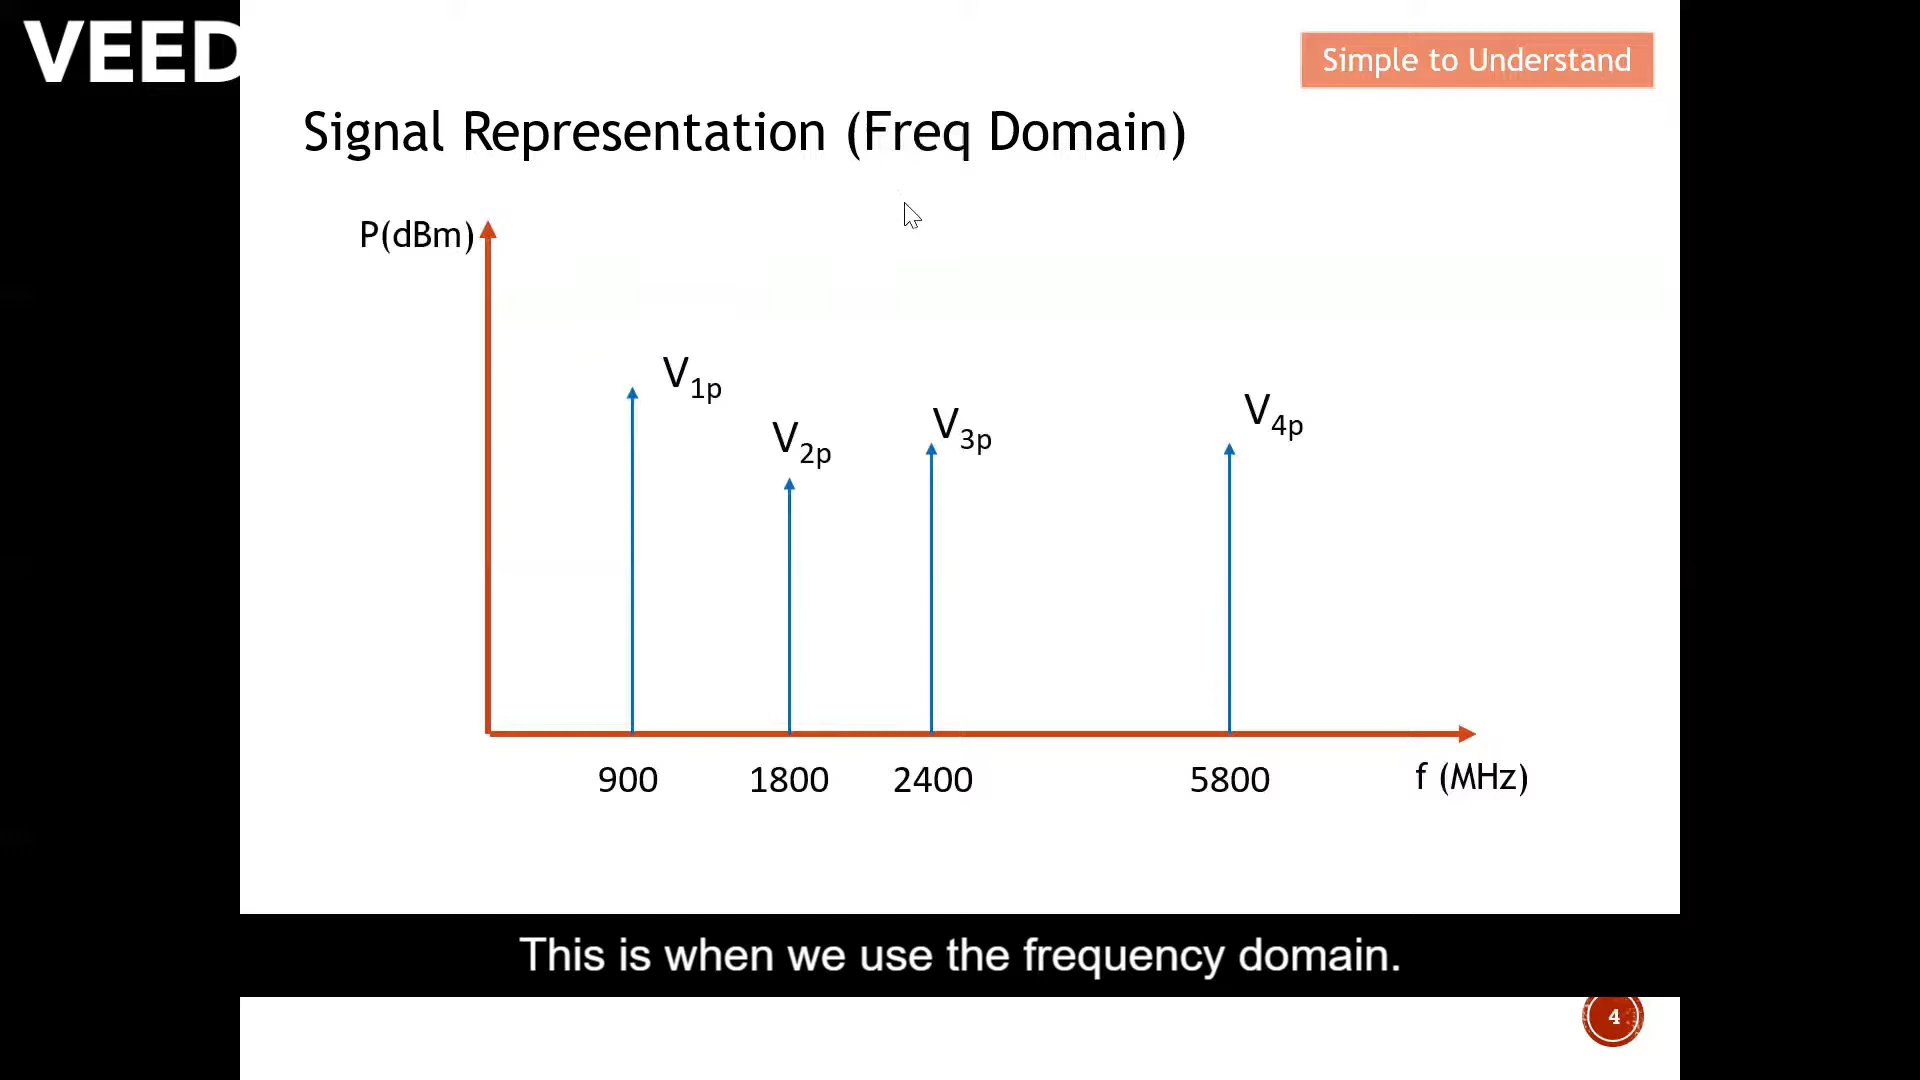 VEED
Simple to Understand
Signal Representation (Freq Domain)
P(dBm)
V1p
V2p
V3p
V4p
900 1800 2400 5800 f (MHz)
This is when we use the frequency domain.
4